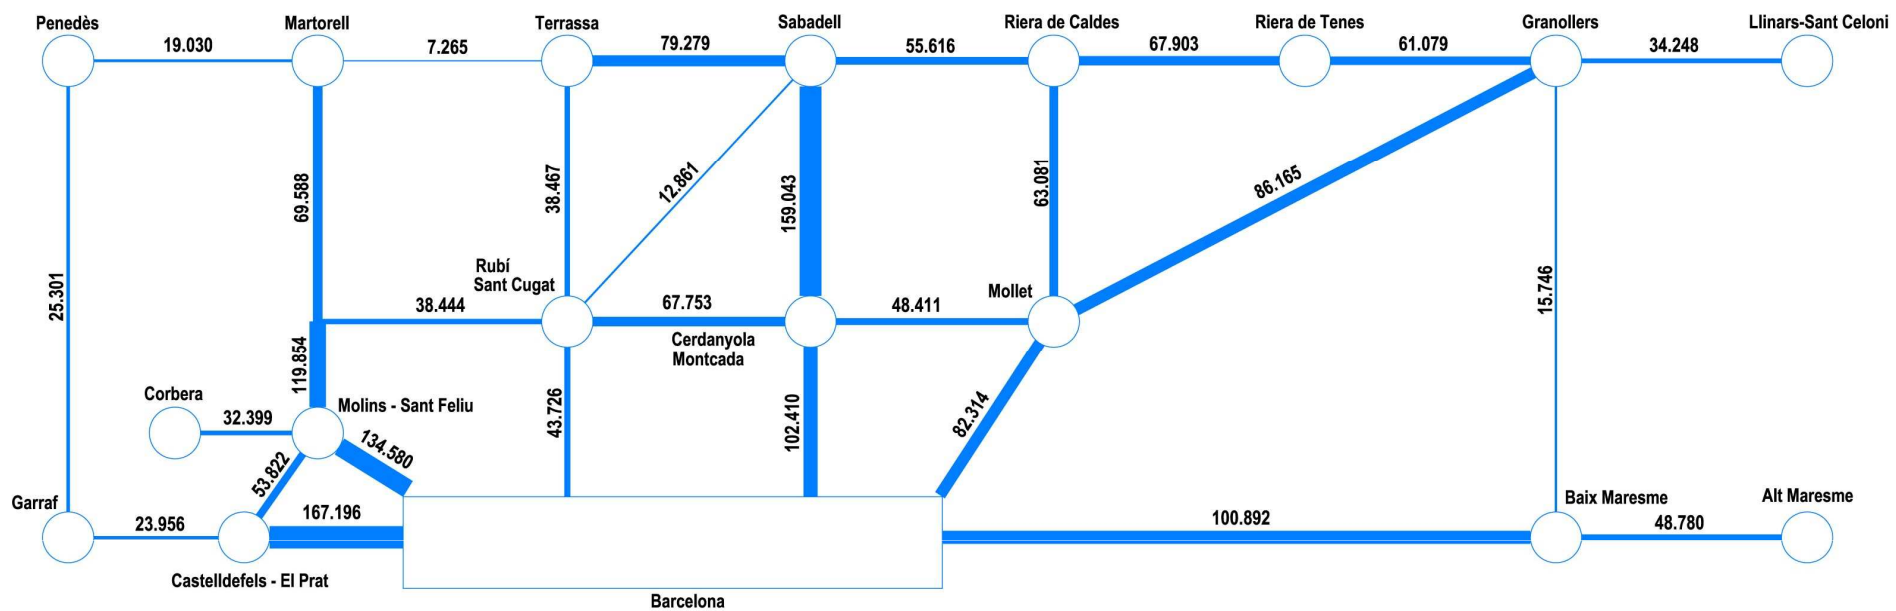 Penedès
Martorell
Terrassa
Sabadell
Riera de Caldes
Riera de Tenes
Granollers
Llinars-Sant Celoni
19.030
7.265
79.279
55.616
67.903
61.079
34.248
69.588
38.467
12.861
159.043
63.081
86.165
25.301
15.746
Rubí
Sant Cugat
38.444
67.753
48.411
Mollet
Cerdanyola
Montcada
119.854
Corbera
32.399
Molins - Sant Feliu
43.726
102.410
82.314
134.580
53.822
Garraf
23.956
167.196
100.892
Baix Maresme
48.780
Alt Maresme
Castelldefels - El Prat
Barcelona